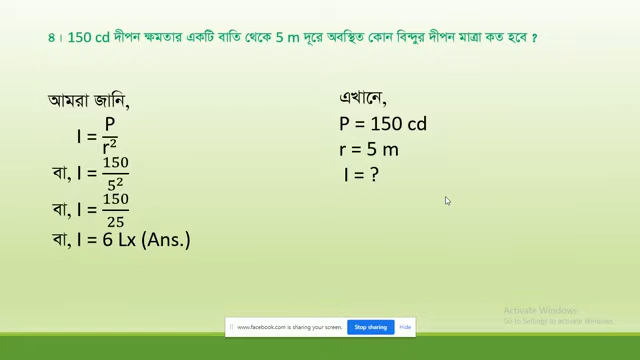 ৪। 150 cd দীপন ক্ষমতার একটি বাতি থেকে 5 m দূরে অবস্থিত কোন বিন্দুর দীপন মাত্রা কত হবে ?
আমরা জানি,
I = P/r²
বা, I = 150/5²
বা, I = 150/25
বা, I = 6 Lx (Ans.)
এখানে,
P = 150 cd
r = 5 m
I = ?
Activate Windows
Go to Settings to activate Windows.
www.facebook.com is sharing your screen. Stop sharing Hide